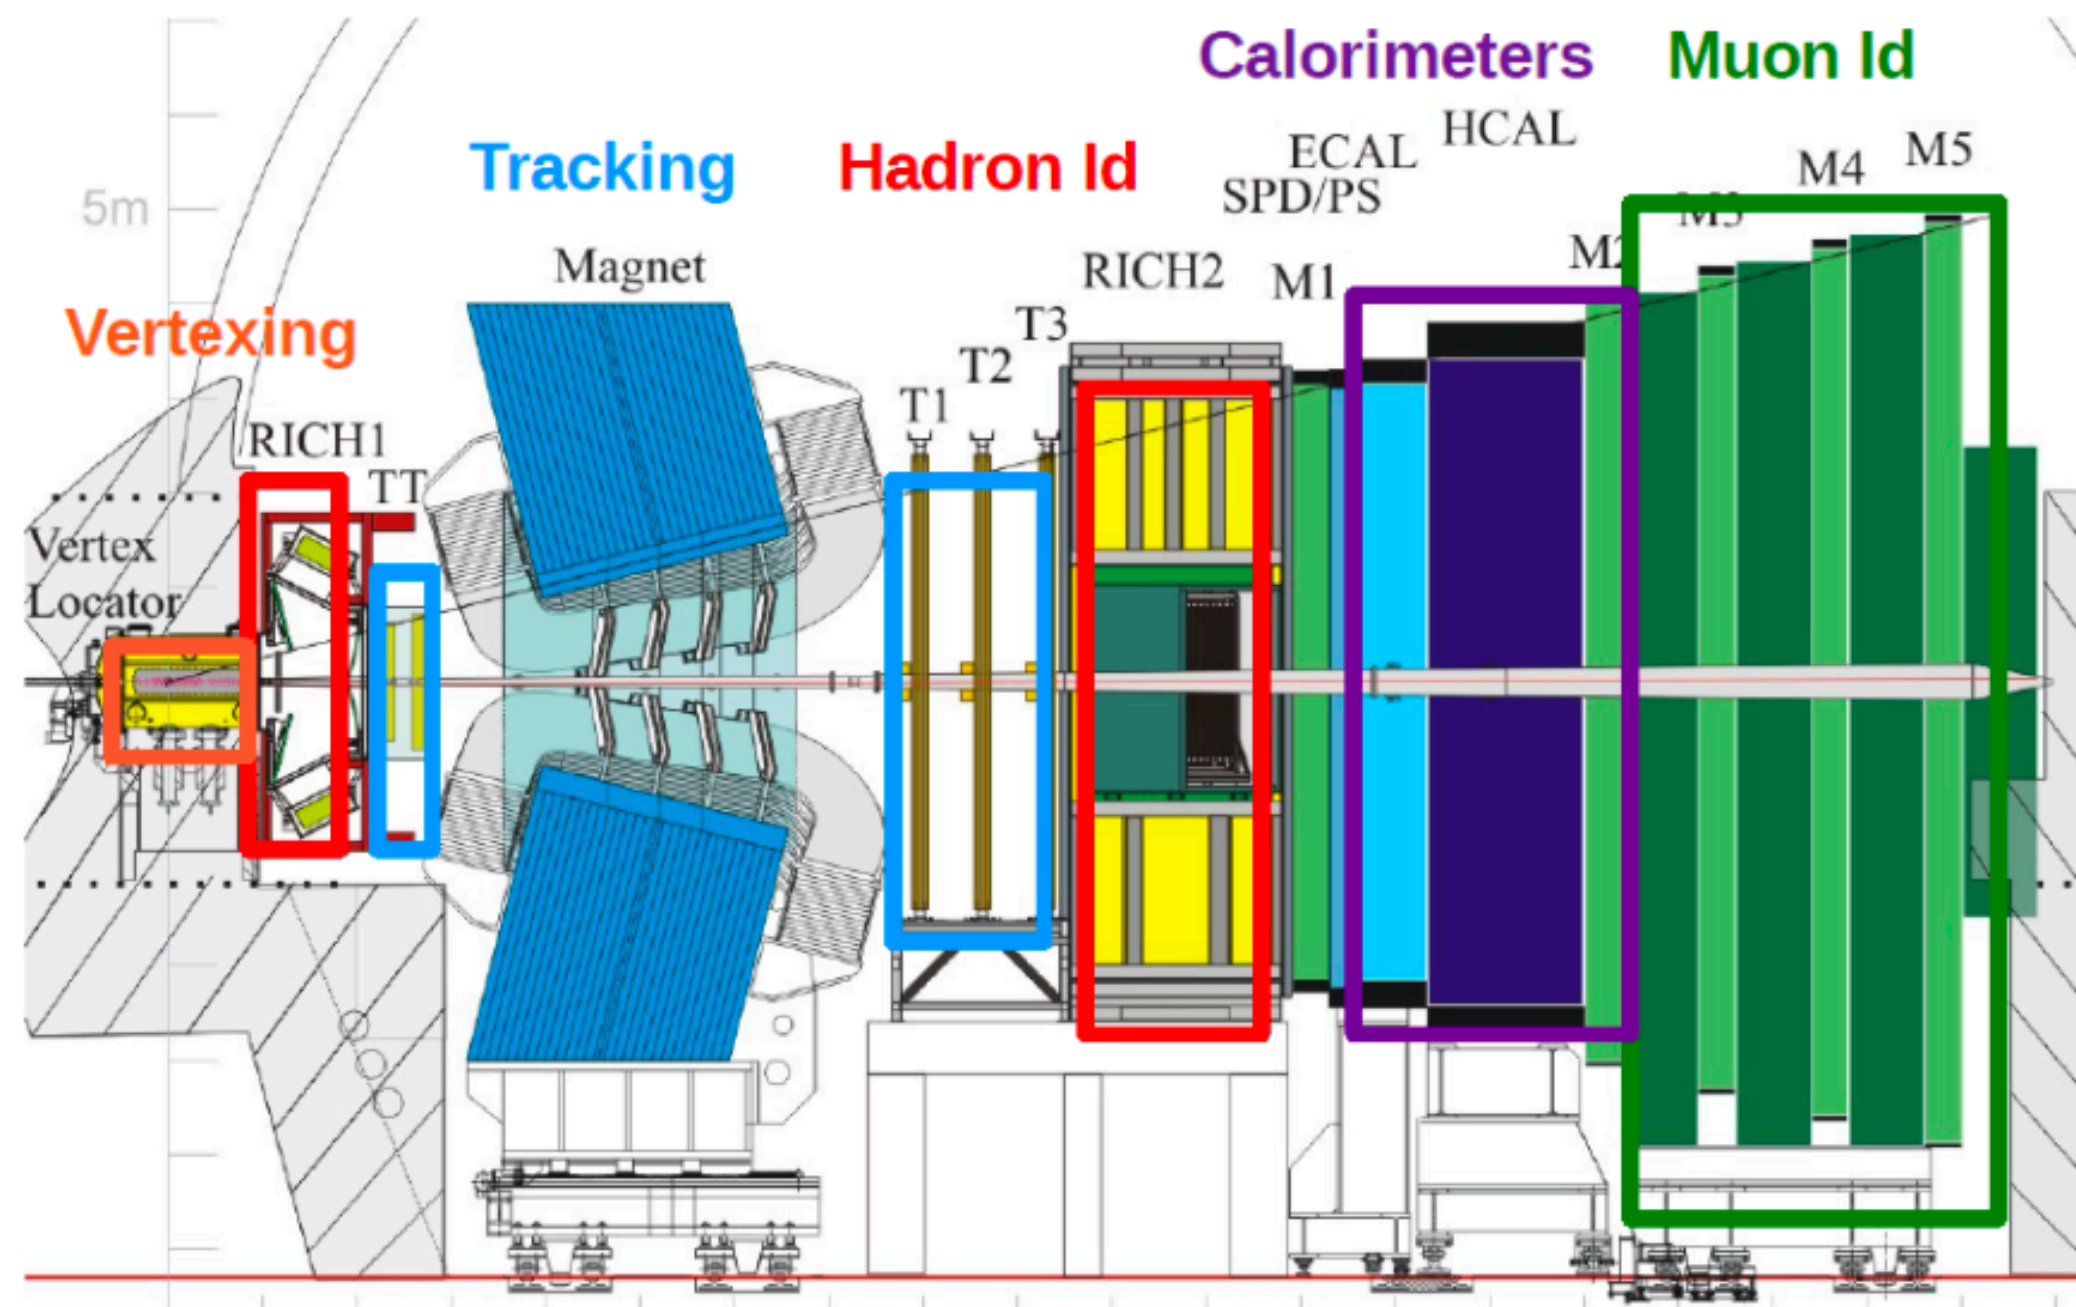 Calorimeters
Muon Id
HCAL
ECAL
M5
M4
Tracking
Hadron Id
SPD/PS
5m
M3
M2
Magnet
RICH2
M1
Vertexing
T3
T2
T1
RICH1
TT
Vertex
Locator